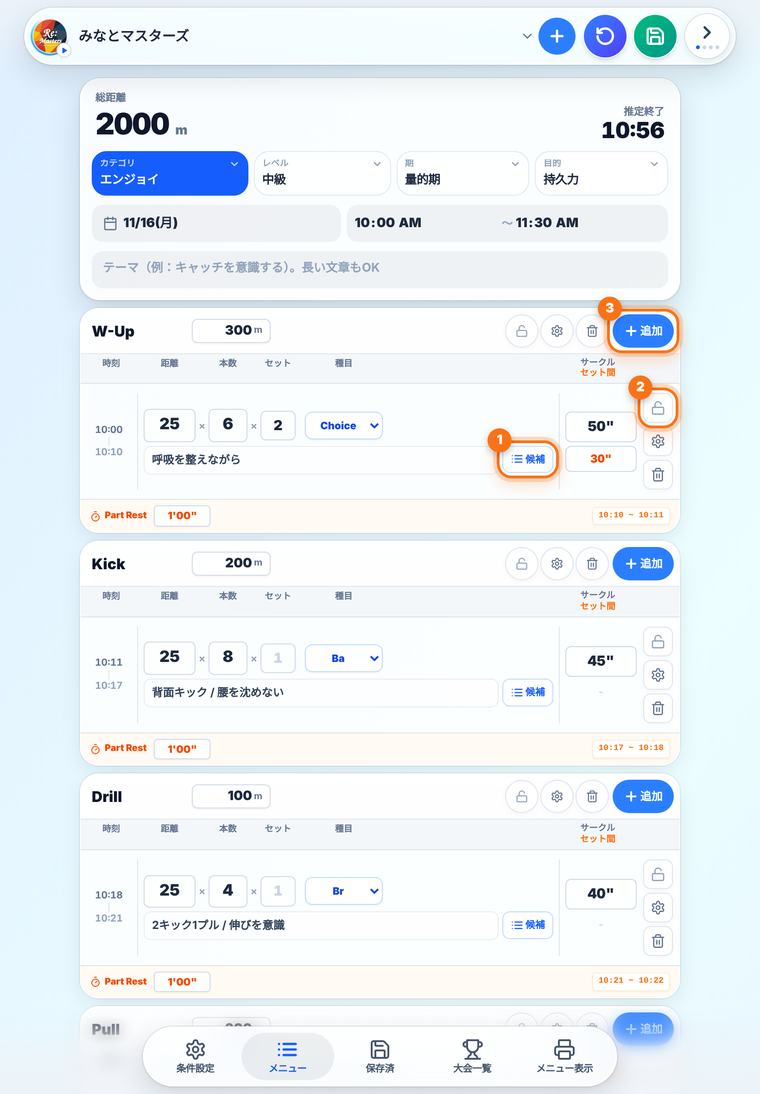 Re:
Masters
みなとマスターズ
総距離
2000 m
推定終了
10:56
カテゴリ
エンジョイ
レベル
中級
期
量的期
目的
持久力
11/16(月)
10:00 AM 〜 11:30 AM
テーマ（例：キャッチを意識する）。長い文章もOK
3
W-Up 300 m ＋ 追加
時刻 距離 本数 セット 種目 サークル
セット間
2
10:00 25 × 6 × 2 Choice 50"
1
10:10 呼吸を整えながら 候補 30"
Part Rest 1'00" 10:10 ~ 10:11
Kick 200 m ＋ 追加
時刻 距離 本数 セット 種目 サークル
セット間
10:11 25 × 8 × 1 Ba 45"
10:17 背面キック / 腰を沈めない 候補 -
Part Rest 1'00" 10:17 ~ 10:18
Drill 100 m ＋ 追加
時刻 距離 本数 セット 種目 サークル
セット間
10:18 25 × 4 × 1 Br 40"
10:21 2キック1プル / 伸びを意識 候補 -
Part Rest 1'00" 10:21 ~ 10:22
Pull ＋ 追加
条件設定 メニュー 保存済 大会一覧 メニュー表示